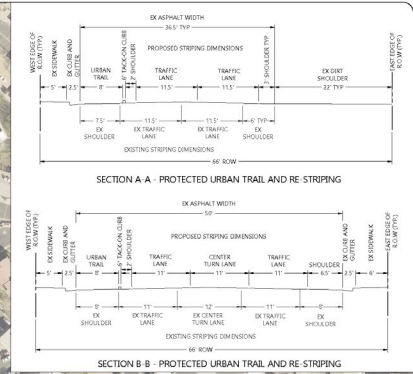 EX ASPHALT WIDTH
36.5' TYP
PROPOSED STRIPING DIMENSIONS
WEST EDGE OF R.O.W (TYP.)
EX SIDEWALK
EX CURB AND GUTTER
URBAN TRAIL
6" TACK-ON CURB
2' SHOULDER
TRAFFIC LANE
TRAFFIC LANE
3' SHOULDER TYP
EX DIRT SHOULDER
EAST EDGE OF R.O.W (TYP.)
5' 2.5' 8' 11.5' 11.5' 22' TYP
7.5' 11.5' 11.5' 6' TYP
EX SHOULDER
EX TRAFFIC LANE
EX TRAFFIC LANE
EX SHOULDER
EXISTING STRIPING DIMENSIONS
66' ROW
SECTION A-A - PROTECTED URBAN TRAIL AND RE-STRIPING
EX ASPHALT WIDTH
50'
PROPOSED STRIPING DIMENSIONS
WEST EDGE OF R.O.W (TYP.)
EX SIDEWALK
EX CURB AND GUTTER
URBAN TRAIL
6" TACK-ON CURB
2' SHOULDER
TRAFFIC LANE
CENTER TURN LANE
TRAFFIC LANE
SHOULDER
EX CURB AND GUTTER
EX SIDEWALK
EAST EDGE OF R.O.W (TYP.)
5' 2.5' 8' 11' 11' 11' 6.5' 2.5' 6'
8' 11' 12' 11' 8'
EX SHOULDER
EX TRAFFIC LANE
EX CENTER TURN LANE
EX TRAFFIC LANE
EX SHOULDER
EXISTING STRIPING DIMENSIONS
66' ROW
SECTION B-B - PROTECTED URBAN TRAIL AND RE-STRIPING